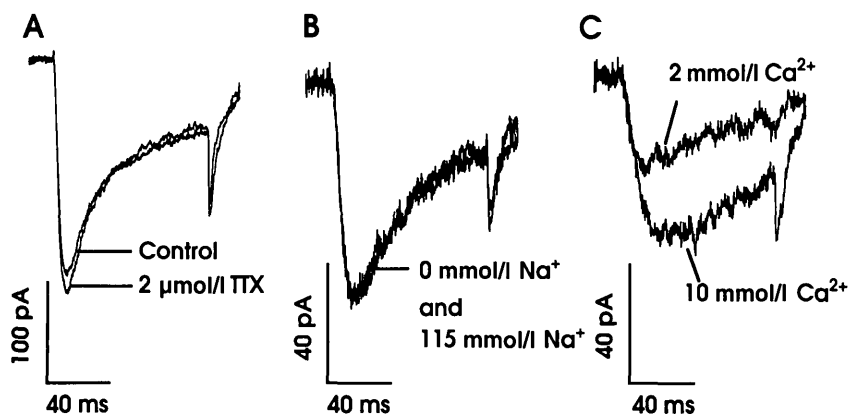 A
Control
2 µmol/l TTX
100 pA
40 ms
B
0 mmol/l Na⁺
and
115 mmol/l Na⁺
40 pA
40 ms
C
2 mmol/l Ca²⁺
10 mmol/l Ca²⁺
40 pA
40 ms